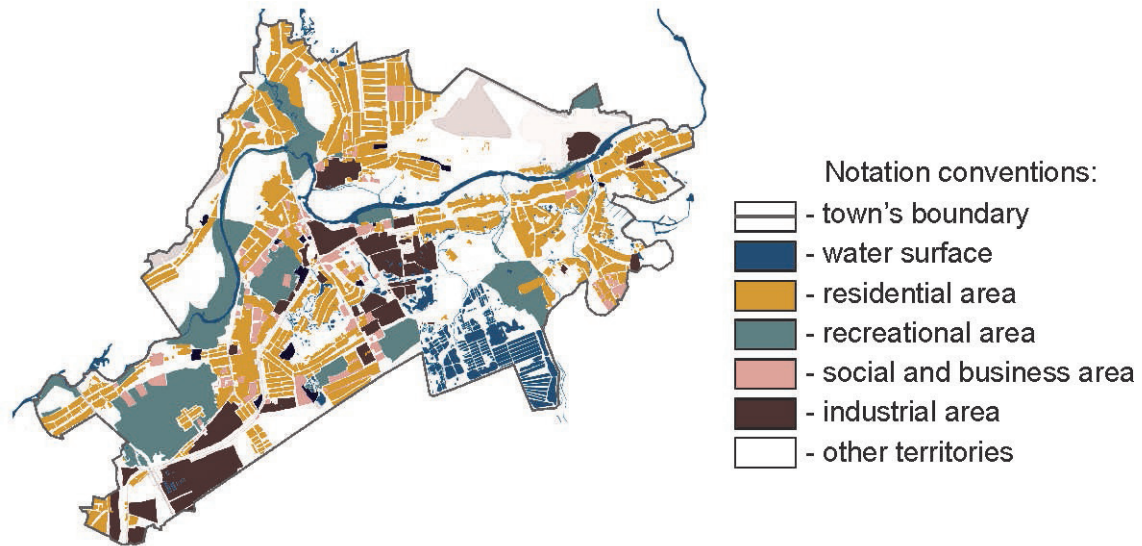 Notation conventions:
- town's boundary
- water surface
- residential area
- recreational area
- social and business area
- industrial area
- other territories